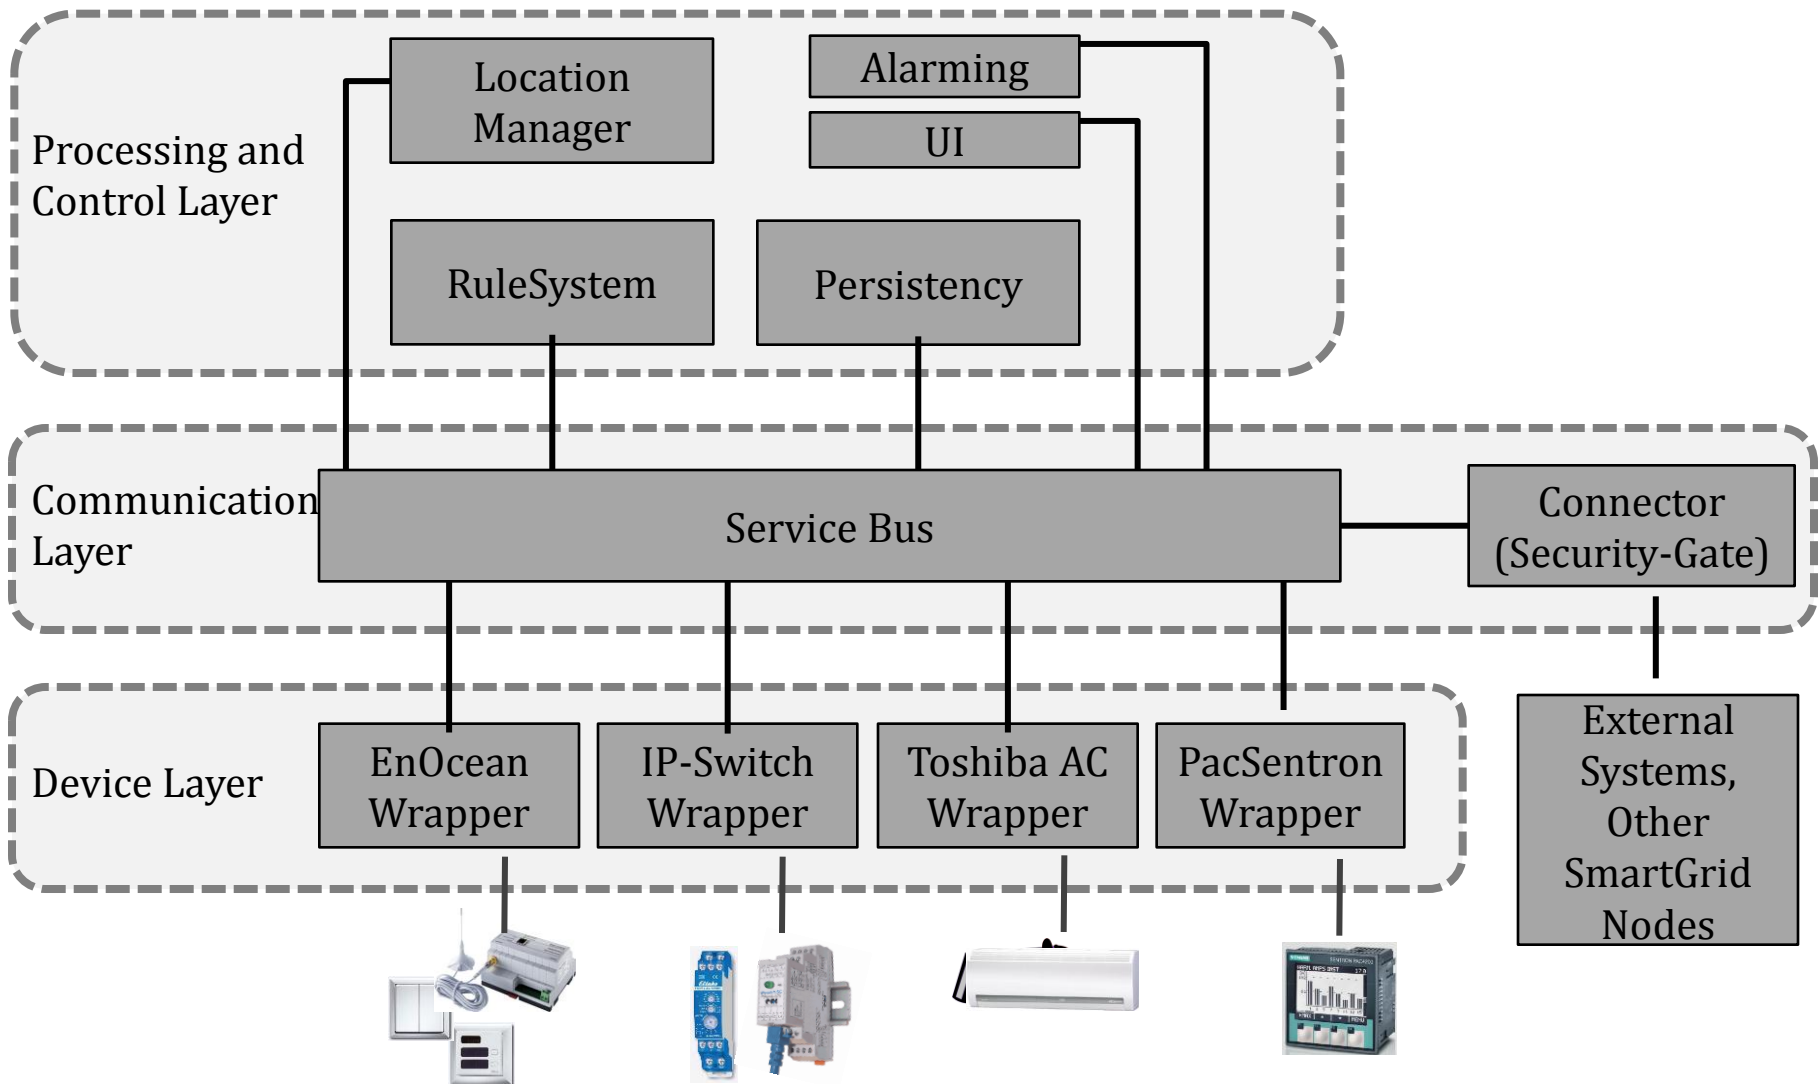 Processing and
Control Layer
Location
Manager
Alarming
UI
RuleSystem
Persistency
Communication
Layer
Service Bus
Connector
(Security-Gate)
Device Layer
EnOcean
Wrapper
IP-Switch
Wrapper
Toshiba AC
Wrapper
PacSentron
Wrapper
External
Systems,
Other
SmartGrid
Nodes